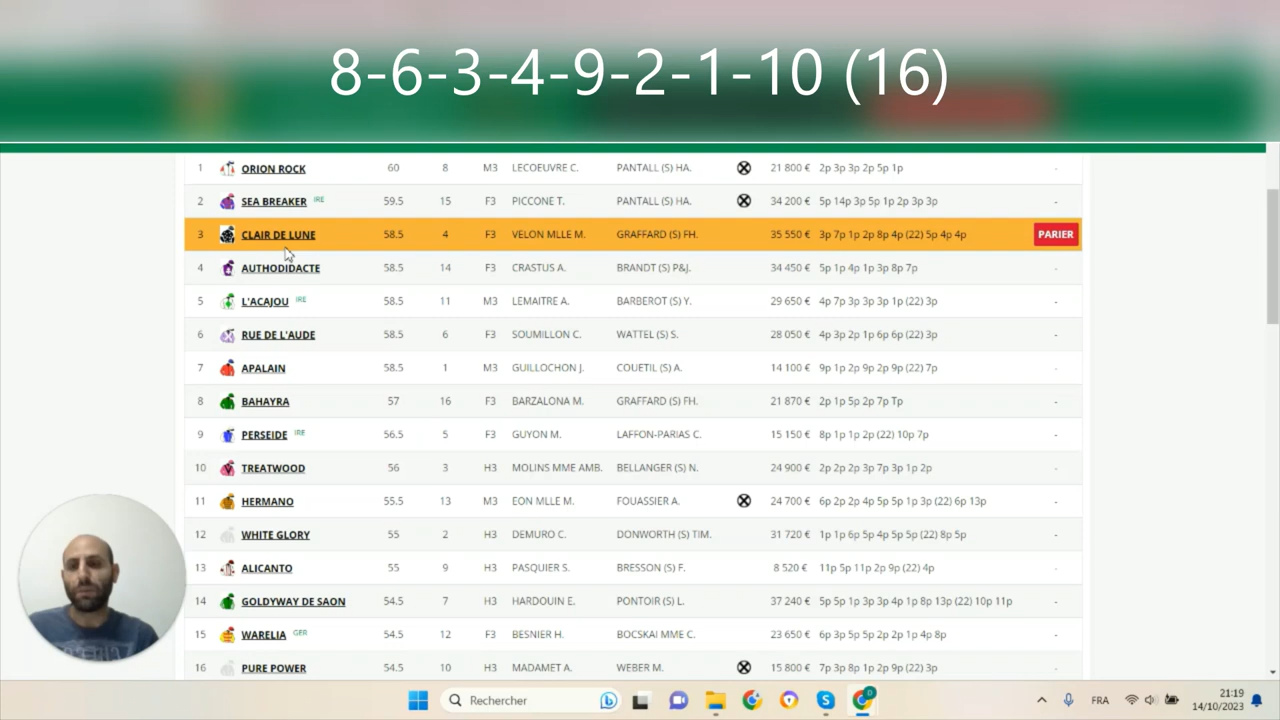 8-6-3-4-9-2-1-10 (16)
1 ORION ROCK 60 8 M3 LECOEUVRE C. PANTALL (S) HA. 21 800 € 2p 3p 3p 2p 5p 1p -
2 SEA BREAKER IRE 59.5 15 F3 PICCONE T. PANTALL (S) HA. 34 200 € 5p 14p 3p 5p 1p 2p 3p 3p -
3 CLAIR DE LUNE 58.5 4 F3 VELON MLLE M. GRAFFARD (S) FH. 35 550 € 3p 7p 1p 2p 8p 4p (22) 5p 4p 4p PARIER
4 AUTHODIDACTE 58.5 14 F3 CRASTUS A. BRANDT (S) P&J. 34 450 € 5p 1p 4p 1p 3p 8p 7p -
5 L'ACAJOU IRE 58.5 11 M3 LEMAITRE A. BARBEROT (S) Y. 29 650 € 4p 7p 3p 3p 3p 1p (22) 3p -
6 RUE DE L'AUDE 58.5 6 F3 SOUMILLON C. WATTEL (S) S. 28 050 € 4p 3p 2p 1p 6p 6p (22) 3p -
7 APALAIN 58.5 1 M3 GUILLOCHON J. COUETIL (S) A. 14 100 € 9p 1p 2p 9p 2p 9p (22) 7p -
8 BAHAYRA 57 16 F3 BARZALONA M. GRAFFARD (S) FH. 21 870 € 2p 1p 5p 2p 7p Tp -
9 PERSEIDE IRE 56.5 5 F3 GUYON M. LAFFON-PARIAS C. 15 150 € 8p 1p 1p 2p (22) 10p 7p -
10 TREATWOOD 56 3 H3 MOLINS MME AMB. BELLANGER (S) N. 24 900 € 2p 2p 2p 3p 7p 3p 1p 2p -
11 HERMANO 55.5 13 M3 EON MLLE M. FOUASSIER A. 24 700 € 6p 2p 2p 4p 5p 5p 1p 3p (22) 6p 13p -
12 WHITE GLORY 55 2 H3 DEMURO C. DONWORTH (S) TIM. 31 720 € 1p 1p 6p 5p 4p 5p 5p (22) 8p 5p -
13 ALICANTO 55 9 H3 PASQUIER S. BRESSON (S) F. 8 520 € 11p 5p 11p 2p 9p (22) 4p -
14 GOLDYWAY DE SAON 54.5 7 H3 HARDOUIN E. PONTOIR (S) L. 37 240 € 5p 5p 1p 3p 3p 4p 1p 8p 13p (22) 10p 11p -
15 WARELIA GER 54.5 12 F3 BESNIER H. BOCSKAI MME C. 23 650 € 6p 3p 5p 5p 2p 2p 1p 4p 8p -
16 PURE POWER 54.5 10 H3 MADAMET A. WEBER M. 15 800 € 7p 3p 8p 1p 2p 9p (22) 3p -
Rechercher FRA 21:19
14/10/2023